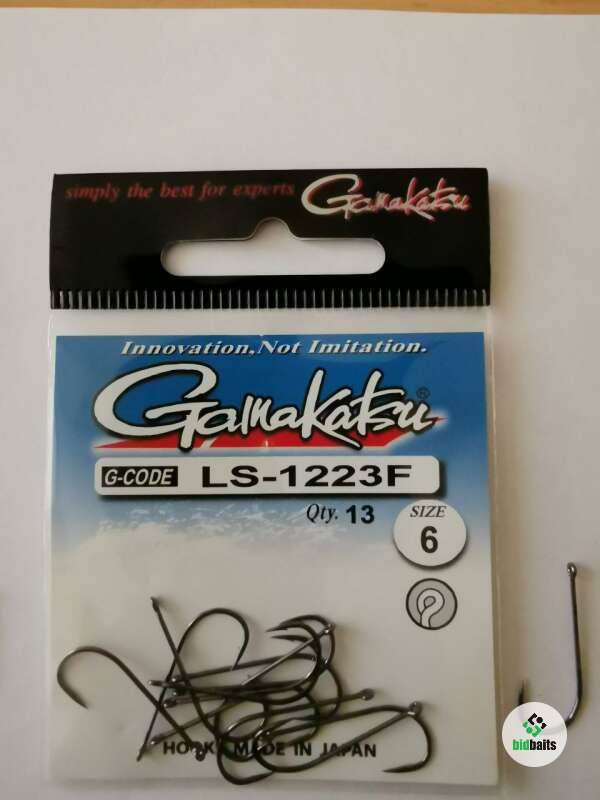 simply the best for experts Gamakatsu
Innovation, Not Imitation.
Gamakatsu®
G-CODE LS-1223F
Qty. 13
SIZE
6
HOOKS MADE IN JAPAN
bidbaits